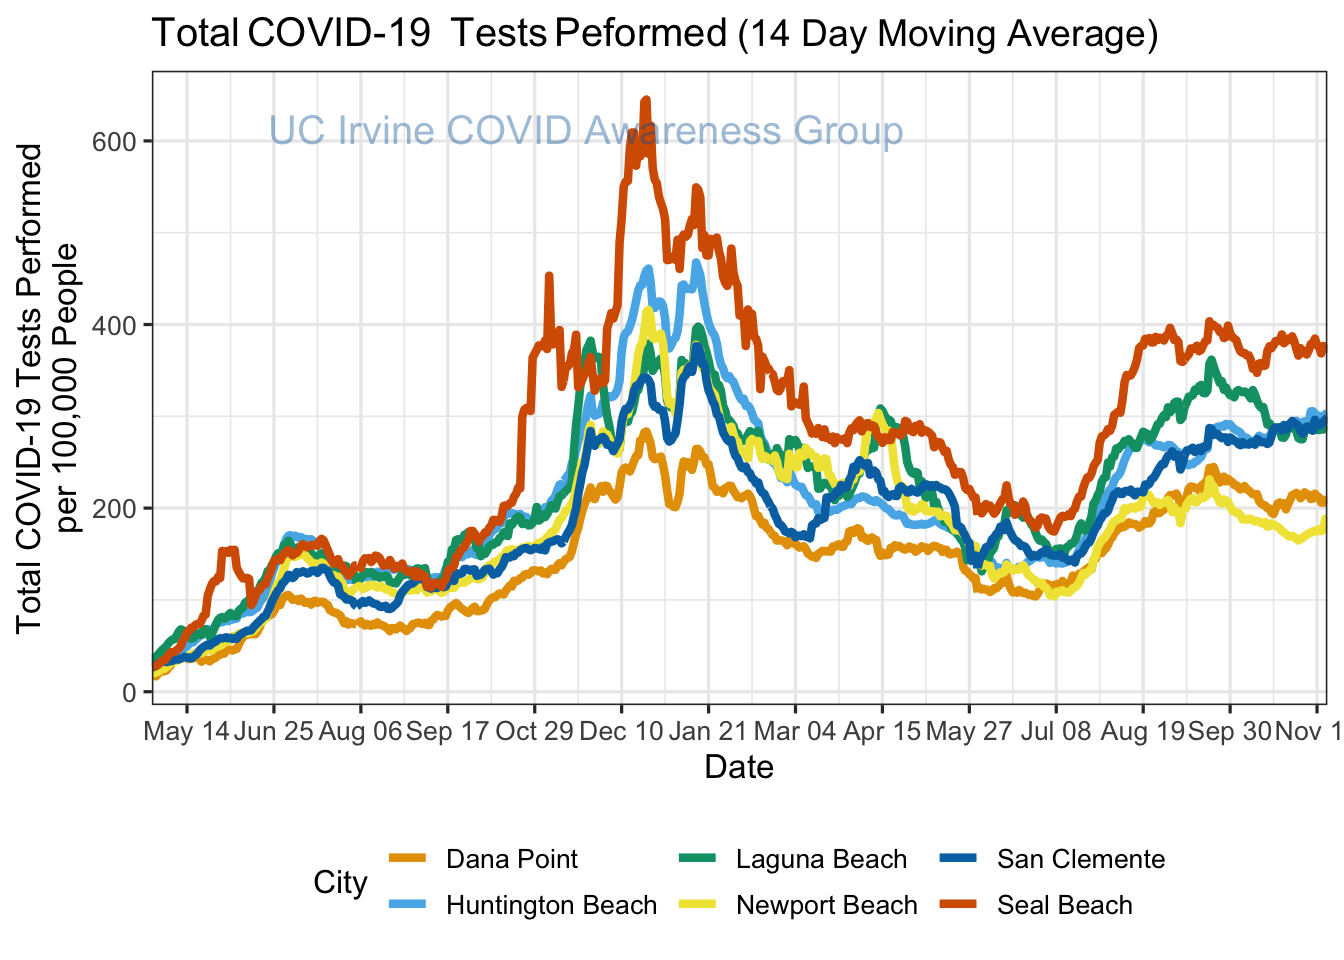 Total COVID-19 Tests Peformed (14 Day Moving Average)
UC Irvine COVID Awareness Group
Total COVID-19 Tests Performed
per 100,000 People
600
400
200
0
May 14 Jun 25 Aug 06 Sep 17 Oct 29 Dec 10 Jan 21 Mar 04 Apr 15 May 27 Jul 08 Aug 19 Sep 30 Nov 1
Date
City
Dana Point Laguna Beach San Clemente
Huntington Beach Newport Beach Seal Beach